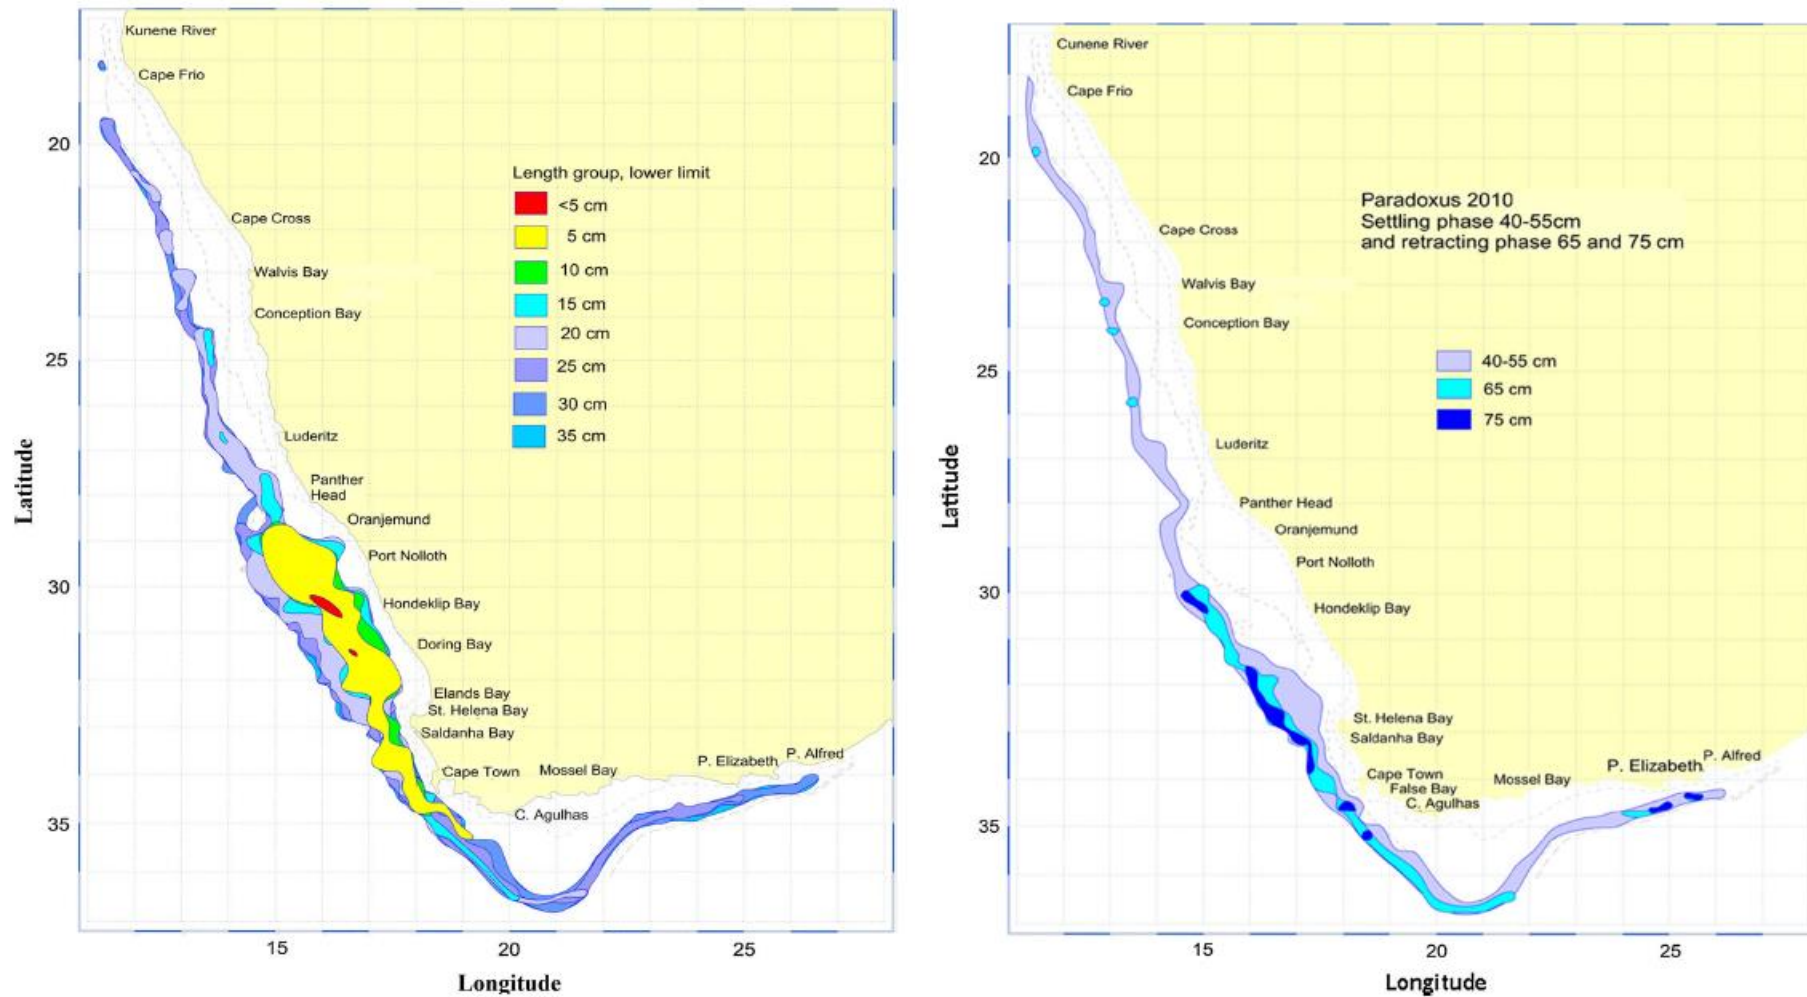 Kunene River
Cape Frio
20
Length group, lower limit
<5 cm
5 cm
Cape Cross
10 cm
Walvis Bay
15 cm
Conception Bay
20 cm
25
25 cm
30 cm
Luderitz
35 cm
Latitude
Panther
Head
Oranjemund
Port Nolloth
30
Hondeklip Bay
Doring Bay
Elands Bay
St. Helena Bay
Saldanha Bay
P. Alfred
P. Elizabeth
Cape Town
Mossel Bay
C. Agulhas
35
15
20
25
Longitude
Cunene River
Cape Frio
20
Paradoxus 2010
Settling phase 40-55cm
and retracting phase 65 and 75 cm
Cape Cross
Walvis Bay
Conception Bay
25
40-55 cm
65 cm
75 cm
Luderitz
Latitude
Panther Head
Oranjemund
Port Nolloth
30
Hondeklip Bay
St. Helena Bay
Saldanha Bay
P. Alfred
P. Elizabeth
Cape Town
Mossel Bay
False Bay
C. Agulhas
35
15
20
25
Longitude